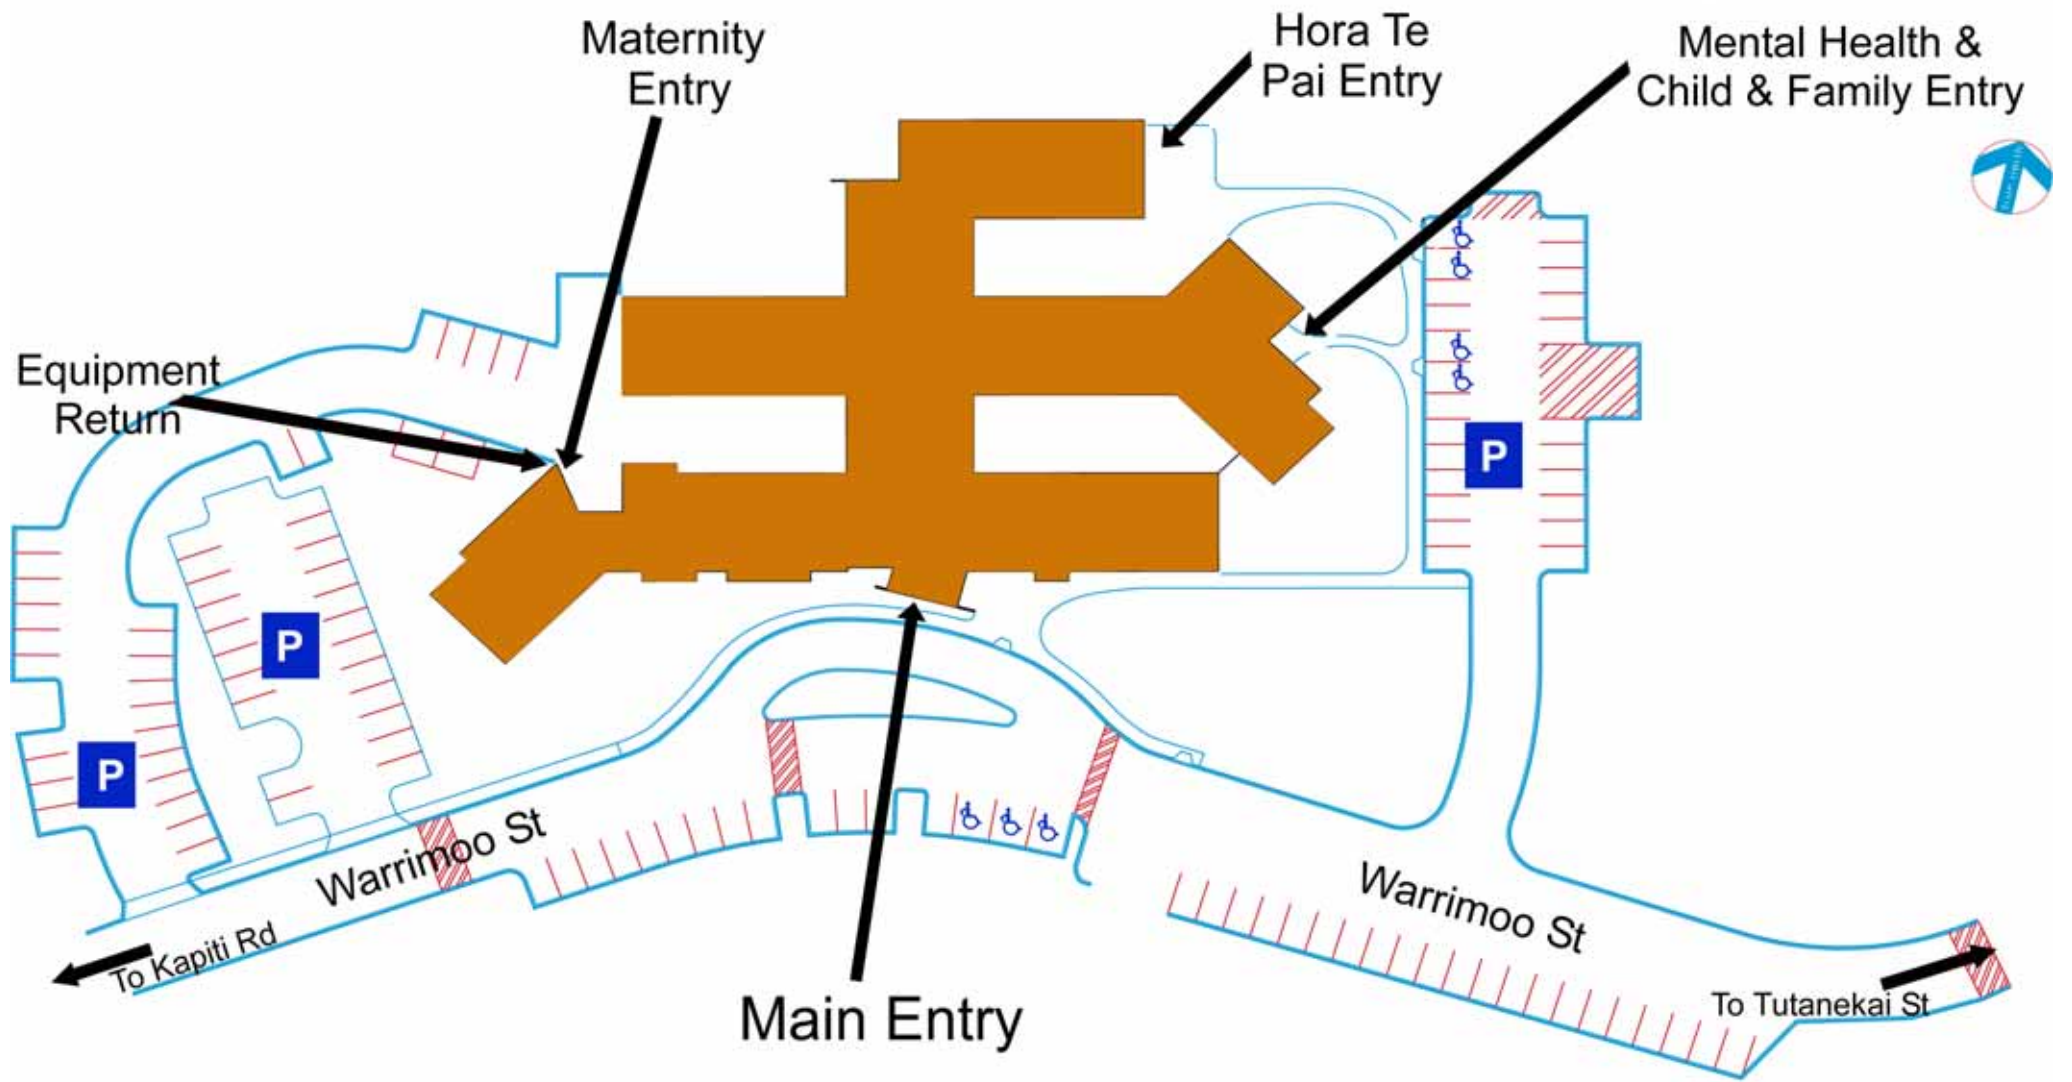 Maternity
Entry
Hora Te
Pai Entry
Mental Health &
Child & Family Entry
Equipment
Return
P
P
P
Warrimoo St
Warrimoo St
To Kapiti Rd
To Tutanekai St
Main Entry